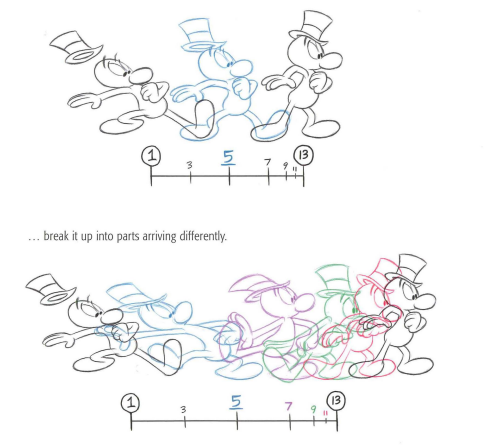 1 3 5 7 9 11 13
… break it up into parts arriving differently.
1 3 5 7 9 11 13